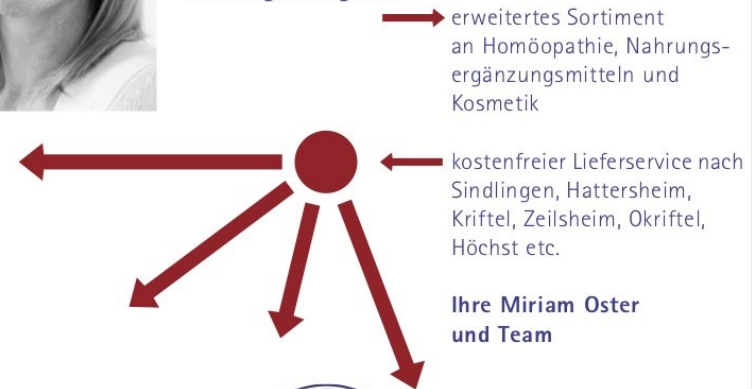 erweitertes Sortiment
an Homöopathie, Nahrungs-
ergänzungsmitteln und
Kosmetik
kostenfreier Lieferservice nach
Sindlingen, Hattersheim,
Kriftel, Zeilsheim, Okriftel,
Höchst etc.
Ihre Miriam Oster
und Team